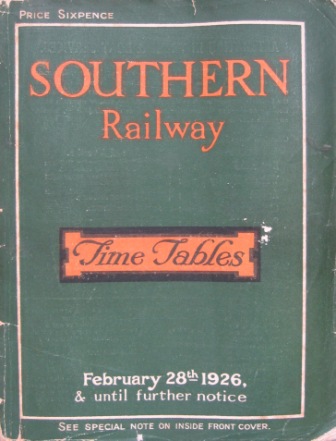 PRICE SIXPENCE
SOUTHERN
Railway
Time Tables
February 28th 1926,
& until further notice
SEE SPECIAL NOTE ON INSIDE FRONT COVER.